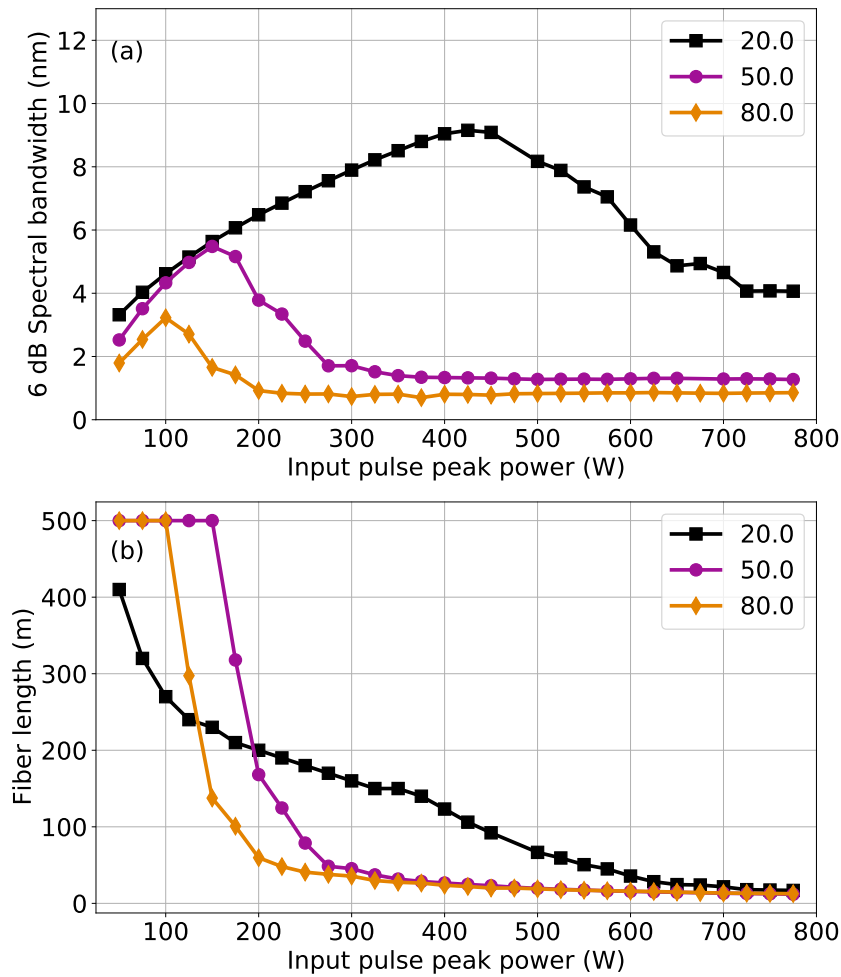 (a)
6 dB Spectral bandwidth (nm)
12
10
8
6
4
2
0
20.0
50.0
80.0
100 200 300 400 500 600 700 800
Input pulse peak power (W)
(b)
Fiber length (m)
500
400
300
200
100
0
20.0
50.0
80.0
100 200 300 400 500 600 700 800
Input pulse peak power (W)